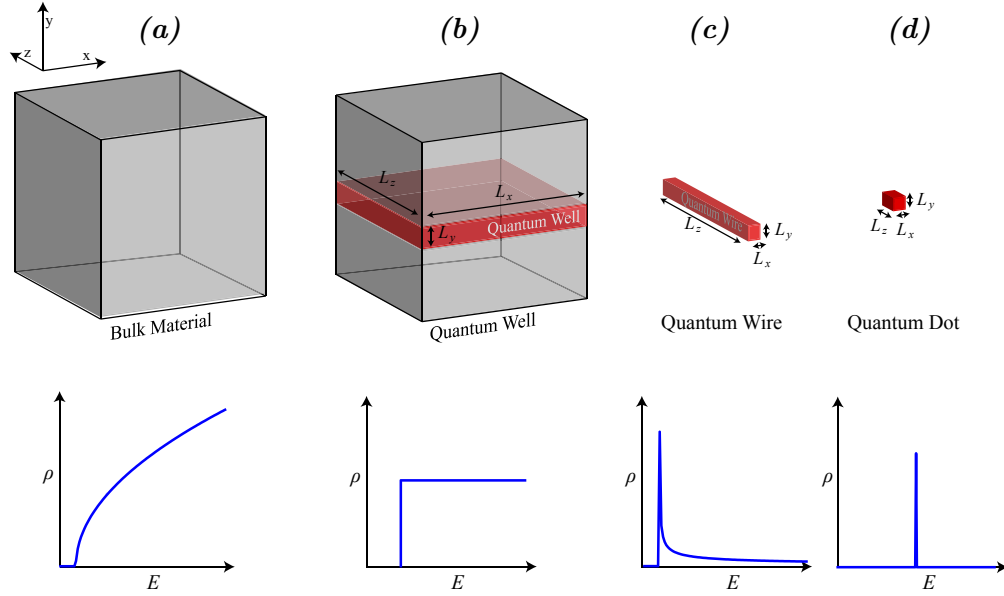 (a) (b) (c) (d)
y
z x
L_z L_x
L_y Quantum Well
Quantum Wire
L_z L_y
L_x
L_y
L_z L_x
Bulk Material
Quantum Well
Quantum Wire
Quantum Dot
ρ ρ ρ ρ
E E E E